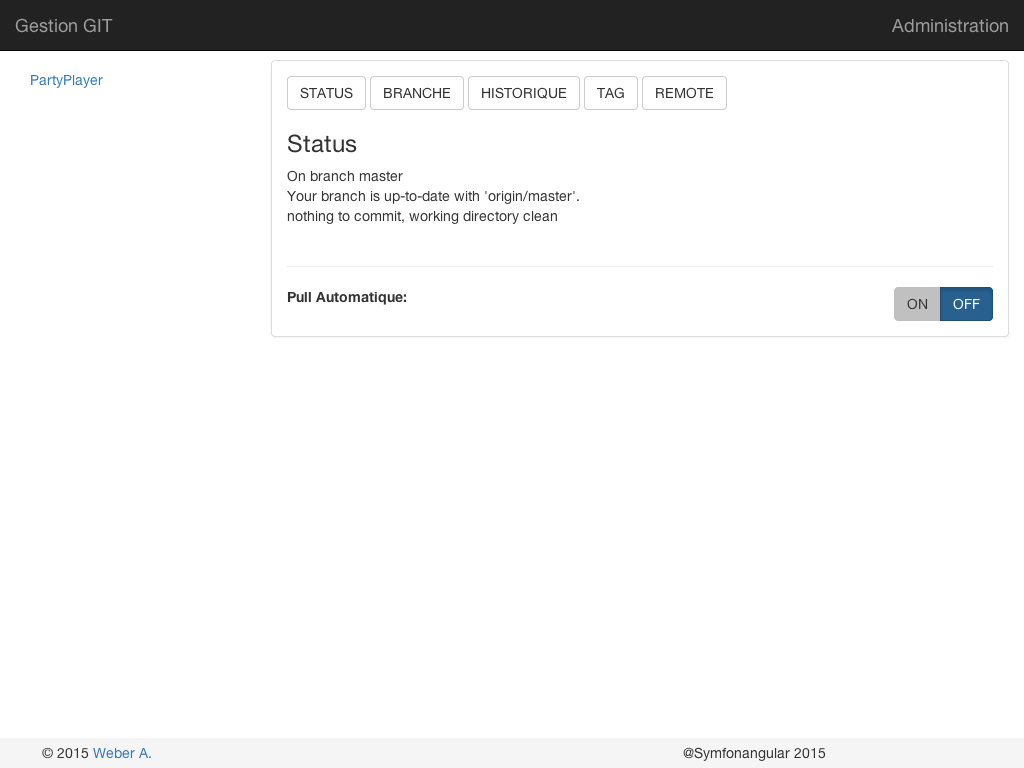 Gestion GIT
Administration
PartyPlayer
STATUS
BRANCHE
HISTORIQUE
TAG
REMOTE
Status
On branch master
Your branch is up-to-date with 'origin/master'.
nothing to commit, working directory clean
Pull Automatique:
ON
OFF
© 2015 Weber A.
@Symfonangular 2015